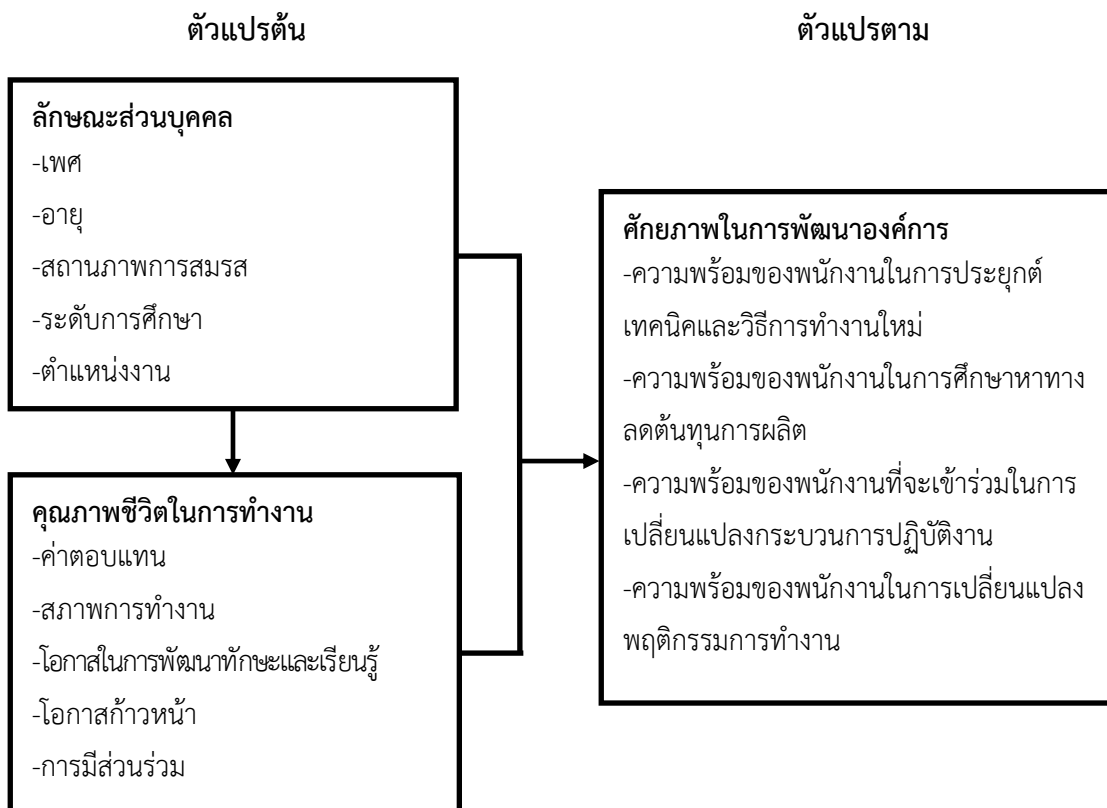 ตัวแปรต้น
ตัวแปรตาม
ลักษณะส่วนบุคคล
-เพศ
-อายุ
-สถานภาพการสมรส
-ระดับการศึกษา
-ตำแหน่งงาน
คุณภาพชีวิตในการทำงาน
-ค่าตอบแทน
-สภาพการทำงาน
-โอกาสในการพัฒนาทักษะและเรียนรู้
-โอกาสก้าวหน้า
-การมีส่วนร่วม
ศักยภาพในการพัฒนาองค์การ
-ความพร้อมของพนักงานในการประยุกต์
เทคนิคและวิธีการทำงานใหม่
-ความพร้อมของพนักงานในการศึกษาหาทาง
ลดต้นทุนการผลิต
-ความพร้อมของพนักงานที่จะเข้าร่วมในการ
เปลี่ยนแปลงกระบวนการปฏิบัติงาน
-ความพร้อมของพนักงานในการเปลี่ยนแปลง
พฤติกรรมการทำงาน